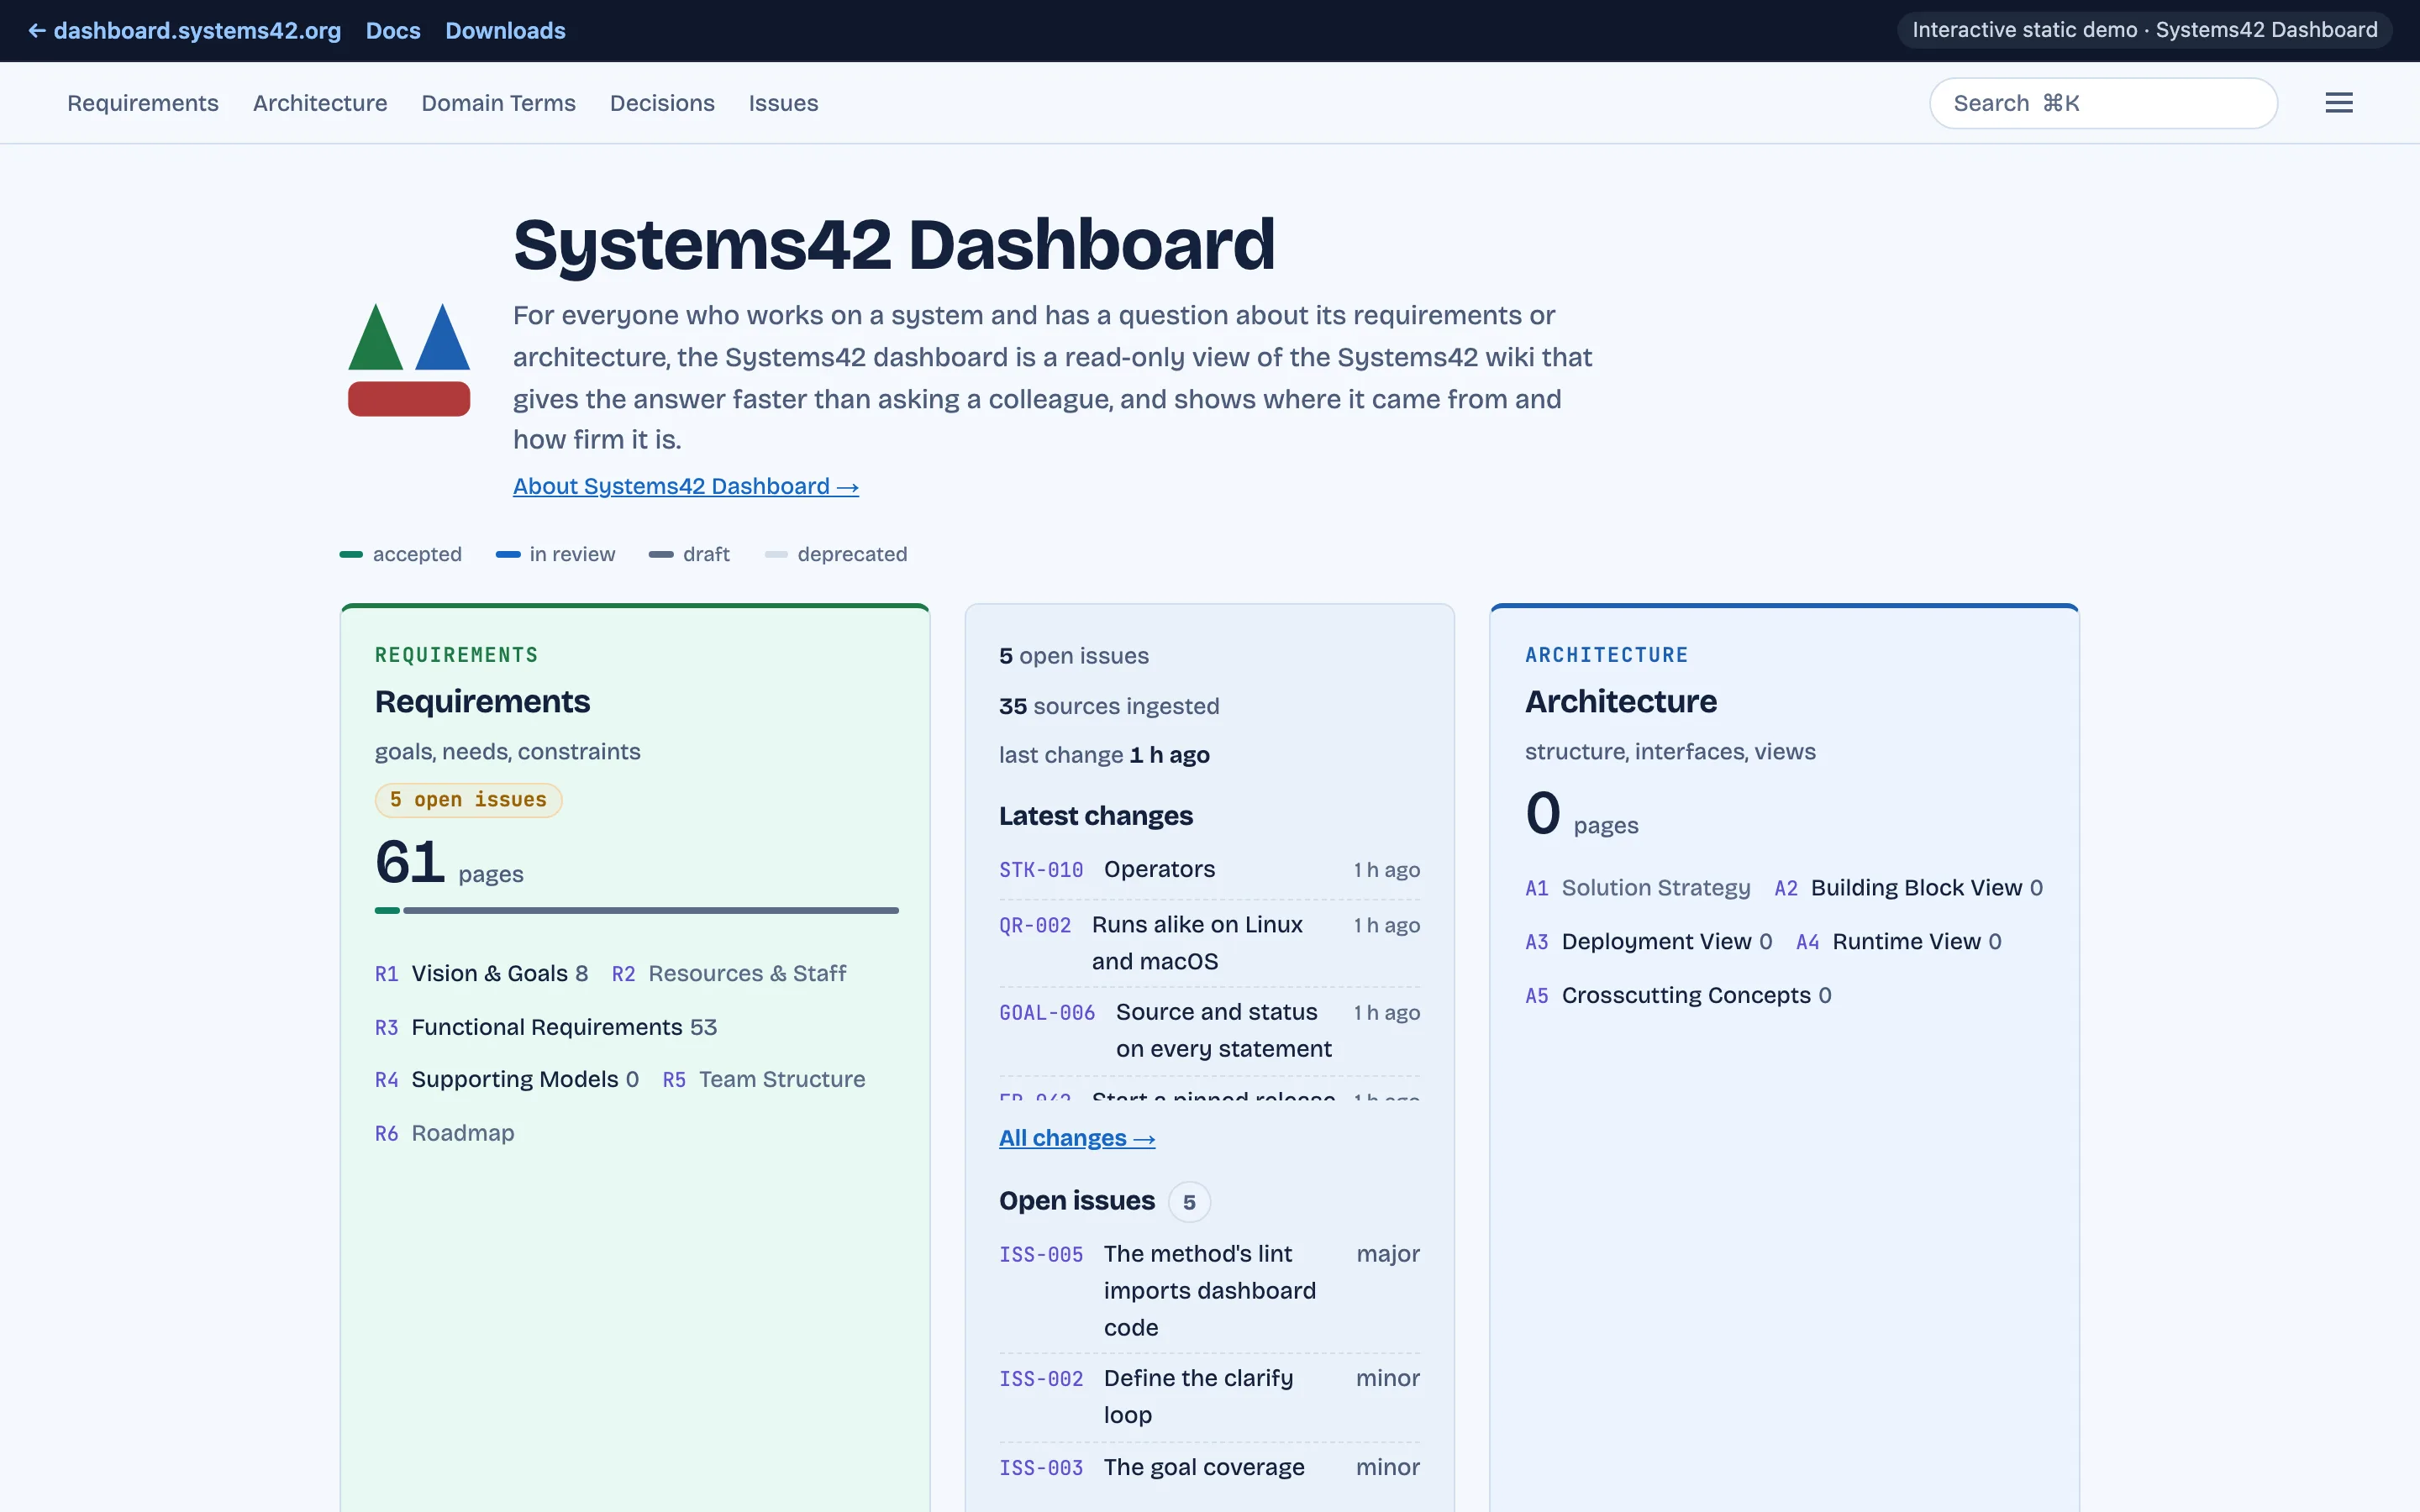 ← dashboard.systems42.org Docs Downloads
Interactive static demo · Systems42 Dashboard
Requirements Architecture Domain Terms Decisions Issues
Search ⌘K
Systems42 Dashboard
For everyone who works on a system and has a question about its requirements or
architecture, the Systems42 dashboard is a read-only view of the Systems42 wiki that
gives the answer faster than asking a colleague, and shows where it came from and
how firm it is.
About Systems42 Dashboard →
accepted in review draft deprecated
REQUIREMENTS
Requirements
goals, needs, constraints
5 open issues
61 pages
R1 Vision & Goals 8 R2 Resources & Staff
R3 Functional Requirements 53
R4 Supporting Models 0 R5 Team Structure
R6 Roadmap
5 open issues
35 sources ingested
last change 1 h ago
Latest changes
STK-010 Operators 1 h ago
QR-002 Runs alike on Linux 1 h ago
and macOS
GOAL-006 Source and status 1 h ago
on every statement
Start a pinned release 1 h ago
All changes →
Open issues 5
ISS-005 The method's lint major
imports dashboard
code
ISS-002 Define the clarify minor
loop
ISS-003 The goal coverage minor
ARCHITECTURE
Architecture
structure, interfaces, views
0 pages
A1 Solution Strategy A2 Building Block View 0
A3 Deployment View 0 A4 Runtime View 0
A5 Crosscutting Concepts 0